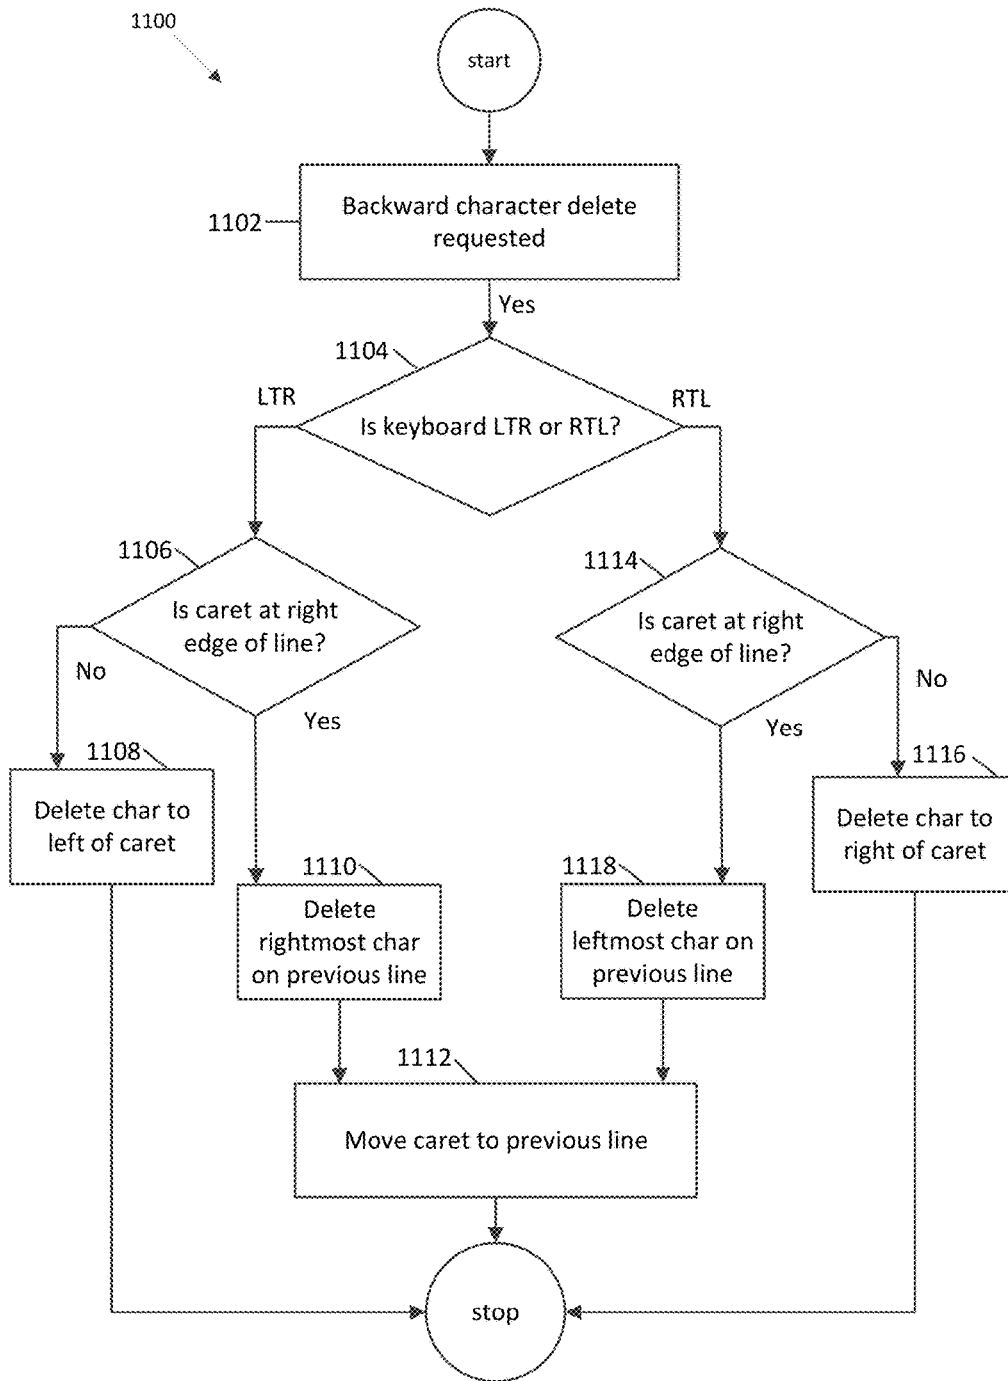 1100
start
1102
Backward character delete
requested
Yes
1104
LTR
RTL
Is keyboard LTR or RTL?
1106
Is caret at right
edge of line?
No
Yes
1114
Is caret at right
edge of line?
No
Yes
1108
Delete char to
left of caret
1110
Delete
rightmost char
on previous line
1118
Delete
leftmost char on
previous line
1116
Delete char to
right of caret
1112
Move caret to previous line
stop